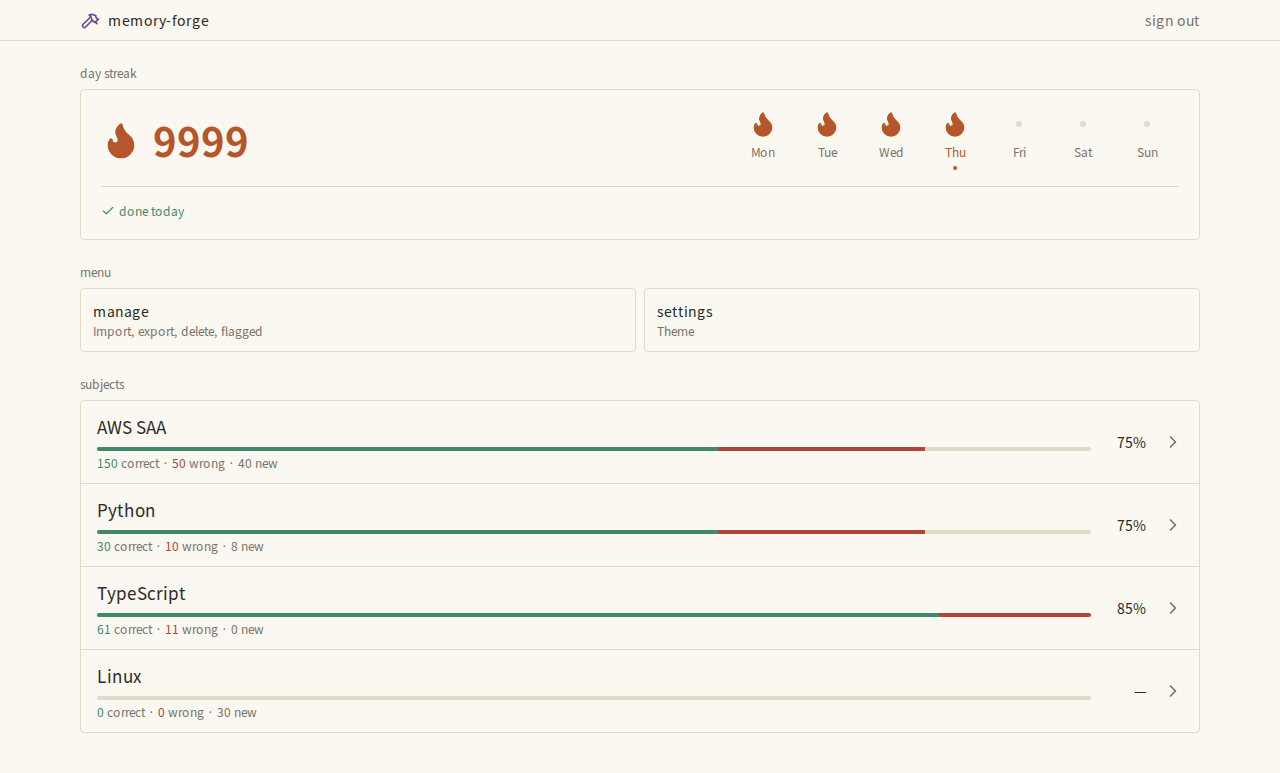 memory-forge
sign out
day streak
9999
Mon Tue Wed Thu Fri Sat Sun
done today
menu
manage
Import, export, delete, flagged
settings
Theme
subjects
AWS SAA
75%
150 correct · 50 wrong · 40 new
Python
75%
30 correct · 10 wrong · 8 new
TypeScript
85%
61 correct · 11 wrong · 0 new
Linux
—
0 correct · 0 wrong · 30 new